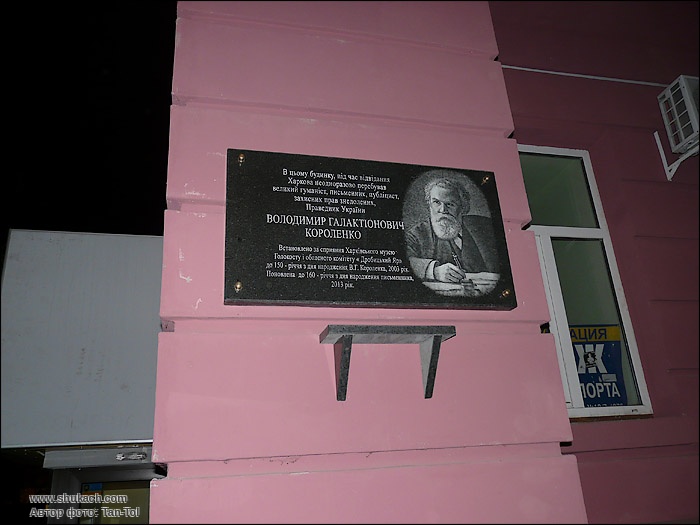 В цьому будинку, від час відвідання
Харкова неодноразово перебував
великий гуманіст, письменник, публіцист,
захисник прав знедолених,
Праведник України
ВОЛОДИМИР ГАЛАКТІОНОВИЧ
КОРОЛЕНКО
Встановлено за сприяння Харківського музею
Голокосту і обласного комітету « Дробицький Яр»
до 150 - річчя з дня народження В.Г. Короленка, 2003 рік.
Поновлена до 160 - річчя з дня народження письменника,
2013 рік.
АЦИЯ
Ж
ПОРТА
www.shukach.com
Автор фото: Tan-Tol